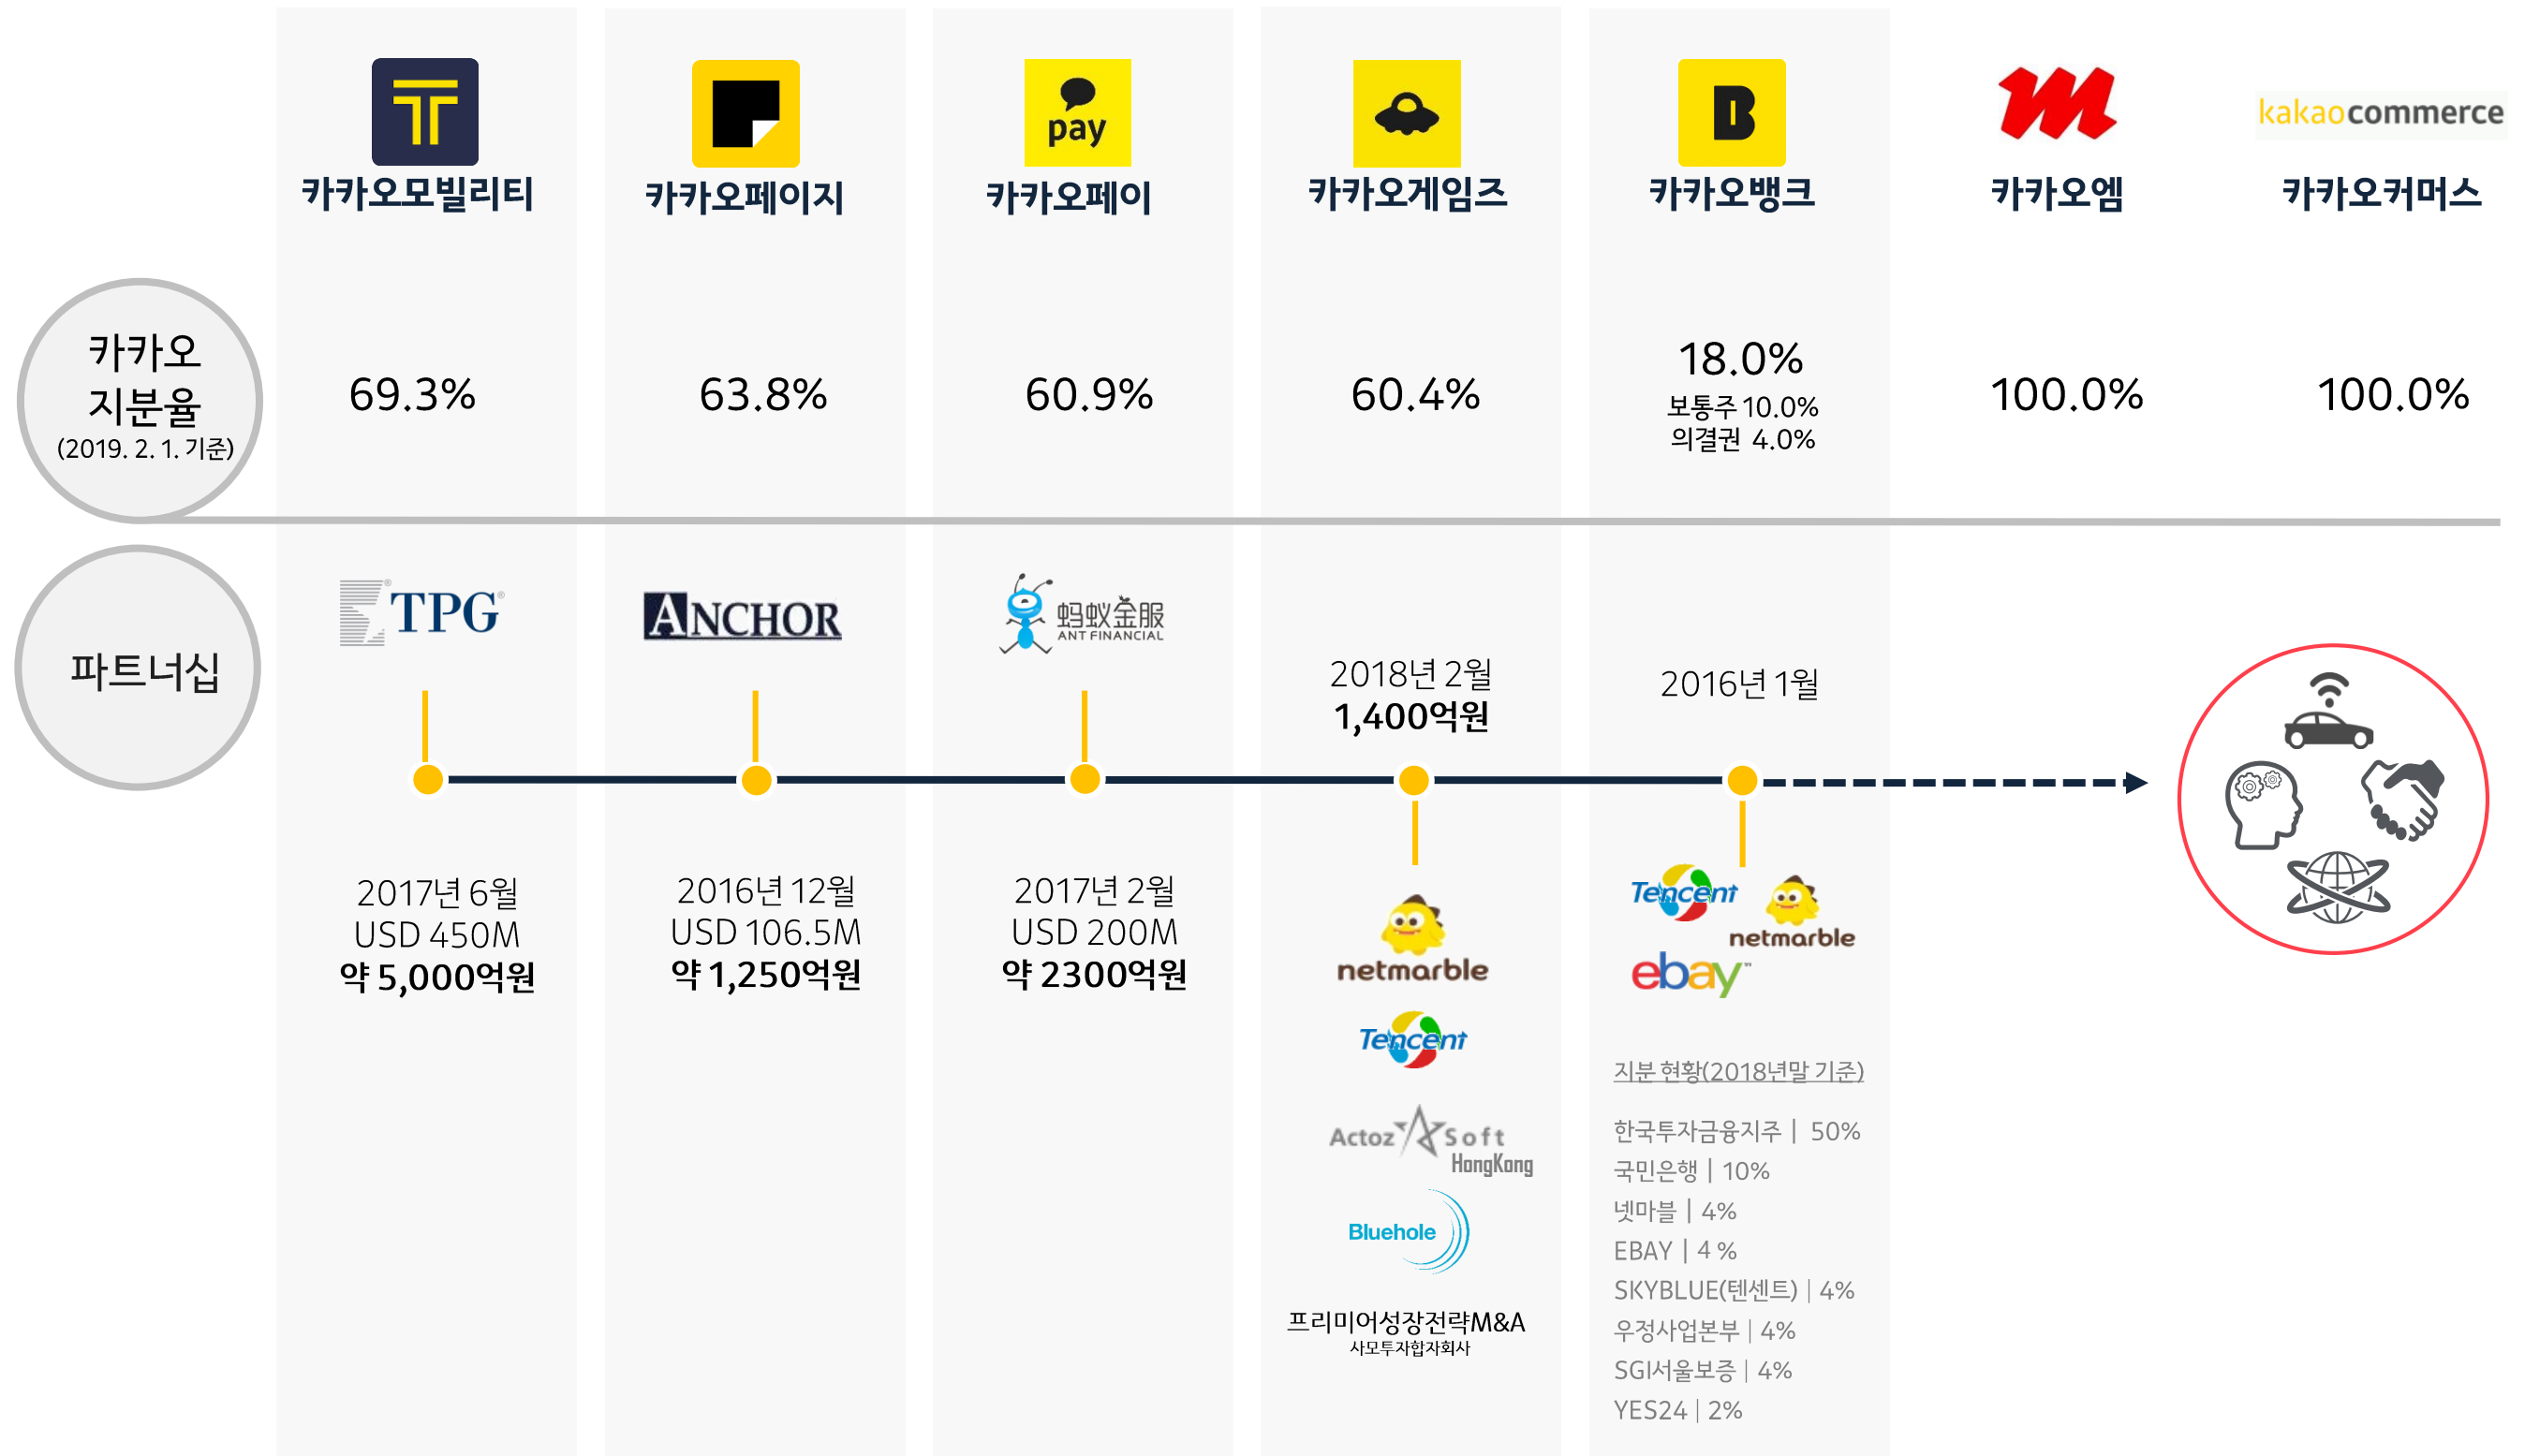 pay
B
m
kakaocommerce
카카오모빌리티
카카오페이지
카카오페이
카카오게임즈
카카오뱅크
카카오엠
카카오커머스
카카오
지분율
(2019. 2. 1. 기준)
69.3%
63.8%
60.9%
60.4%
18.0%
보통주 10.0%
의결권 4.0%
100.0%
100.0%
파트너십
TPG®
ANCHOR
蚂蚁金服
ANT FINANCIAL
2018년 2월
1,400억원
2016년 1월
2017년 6월
USD 450M
약 5,000억원
2016년 12월
USD 106.5M
약 1,250억원
2017년 2월
USD 200M
약 2300억원
netmarble
Tencent
Actoz Soft
HongKong
Bluehole
프리미어성장전략M&A
사모투자합자회사
Tencent
netmarble
ebay™
지분 현황(2018년말 기준)
한국투자금융지주 | 50%
국민은행 | 10%
넷마블 | 4%
EBAY | 4 %
SKYBLUE(텐센트) | 4%
우정사업본부 | 4%
SGI서울보증 | 4%
YES24 | 2%